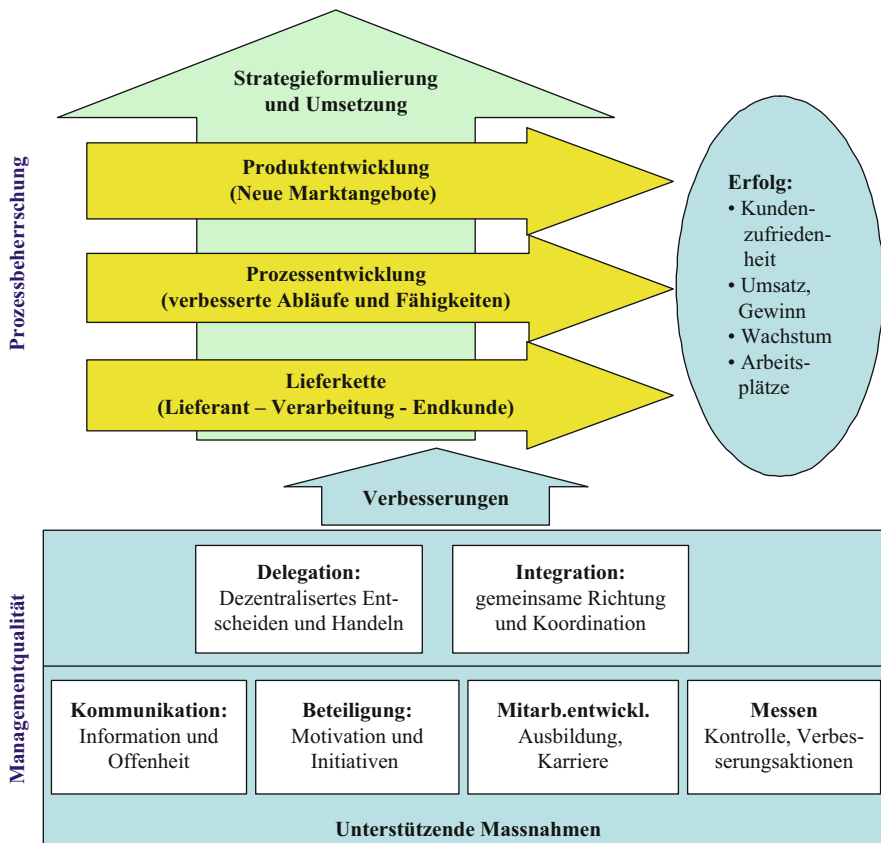 Strategieformulierung
und Umsetzung
Prozessbeherrschung
Produktentwicklung
(Neue Marktangebote)
Prozessentwicklung
(verbesserte Abläufe und Fähigkeiten)
Lieferkette
(Lieferant – Verarbeitung - Endkunde)
Erfolg:
• Kunden-
zufrieden-
heit
• Umsatz,
Gewinn
• Wachstum
• Arbeits-
plätze
Verbesserungen
Managementqualität
Delegation:
Dezentralisertes Ent-
scheiden und Handeln
Integration:
gemeinsame Richtung
und Koordination
Kommunikation:
Information und
Offenheit
Beteiligung:
Motivation und
Initiativen
Mitarb.entwickl.
Ausbildung,
Karriere
Messen
Kontrolle, Verbes-
serungsaktionen
Unterstützende Massnahmen